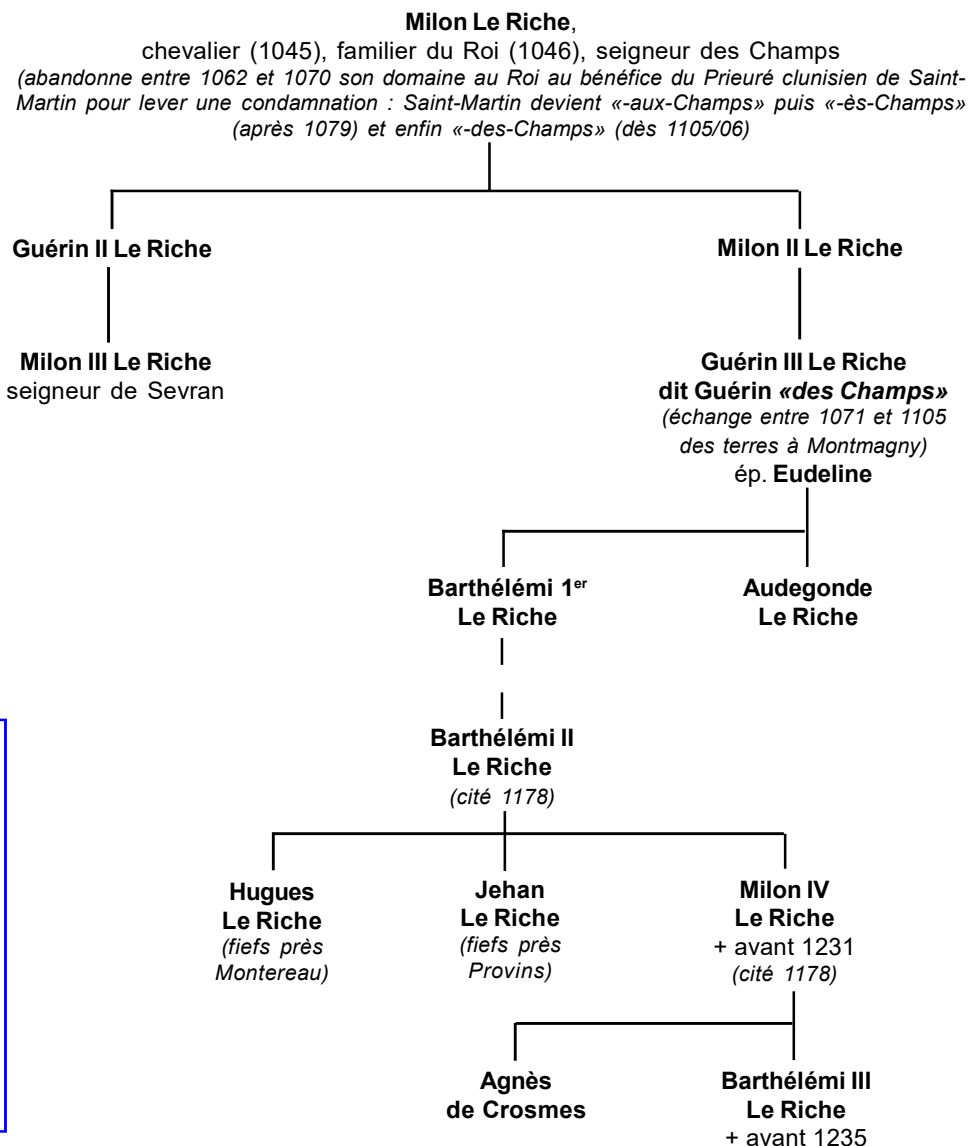 Milon Le Riche,
chevalier (1045), familier du Roi (1046), seigneur des Champs
(abandonne entre 1062 et 1070 son domaine au Roi au bénéfice du Prieuré clunisien de Saint-
Martin pour lever une condamnation : Saint-Martin devient «-aux-Champs» puis «-ès-Champs»
(après 1079) et enfin «-des-Champs» (dès 1105/06)
Guérin II Le Riche
Milon II Le Riche
Milon III Le Riche
seigneur de Sevran
Guérin III Le Riche
dit Guérin «des Champs»
(échange entre 1071 et 1105
des terres à Montmagny)
ép. Eudeline
Barthélémi 1er
Le Riche
Audegonde
Le Riche
Barthélémi II
Le Riche
(cité 1178)
Hugues
Le Riche
(fiefs près
Montereau)
Jehan
Le Riche
(fiefs près
Provins)
Milon IV
Le Riche
+ avant 1231
(cité 1178)
Agnès
de Crosmes
Barthélémi III
Le Riche
+ avant 1235